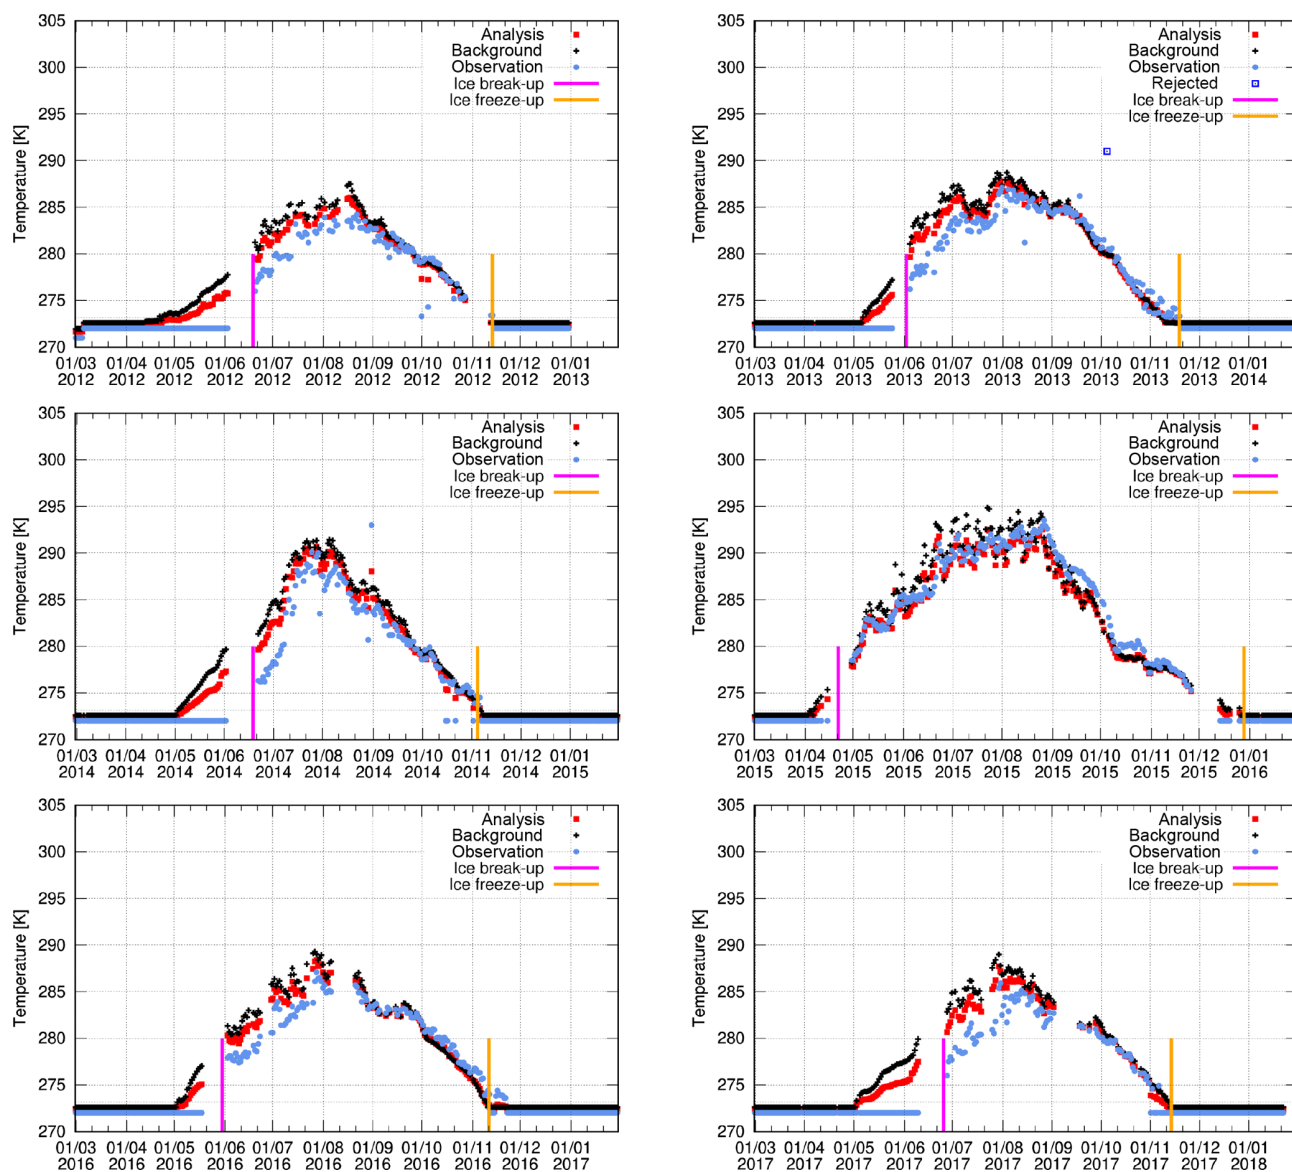 305
300
295
290
285
280
275
270
Temperature [K]
Analysis
Background
Observation
Ice break-up
Ice freeze-up
01/03 01/04 01/05 01/06 01/07 01/08 01/09 01/10 01/11 01/12 01/01
2012 2012 2012 2012 2012 2012 2012 2012 2012 2012 2013
305
300
295
290
285
280
275
270
Temperature [K]
Analysis
Background
Observation
Rejected
Ice break-up
Ice freeze-up
01/03 01/04 01/05 01/06 01/07 01/08 01/09 01/10 01/11 01/12 01/01
2013 2013 2013 2013 2013 2013 2013 2013 2013 2013 2014
305
300
295
290
285
280
275
270
Temperature [K]
Analysis
Background
Observation
Ice break-up
Ice freeze-up
01/03 01/04 01/05 01/06 01/07 01/08 01/09 01/10 01/11 01/12 01/01
2014 2014 2014 2014 2014 2014 2014 2014 2014 2014 2015
305
300
295
290
285
280
275
270
Temperature [K]
Analysis
Background
Observation
Ice break-up
Ice freeze-up
01/03 01/04 01/05 01/06 01/07 01/08 01/09 01/10 01/11 01/12 01/01
2015 2015 2015 2015 2015 2015 2015 2015 2015 2015 2016
305
300
295
290
285
280
275
270
Temperature [K]
Analysis
Background
Observation
Ice break-up
Ice freeze-up
01/03 01/04 01/05 01/06 01/07 01/08 01/09 01/10 01/11 01/12 01/01
2016 2016 2016 2016 2016 2016 2016 2016 2016 2016 2017
305
300
295
290
285
280
275
270
Temperature [K]
Analysis
Background
Observation
Ice break-up
Ice freeze-up
01/03 01/04 01/05 01/06 01/07 01/08 01/09 01/10 01/11 01/12 01/01
2017 2017 2017 2017 2017 2017 2017 2017 2017 2017 2018